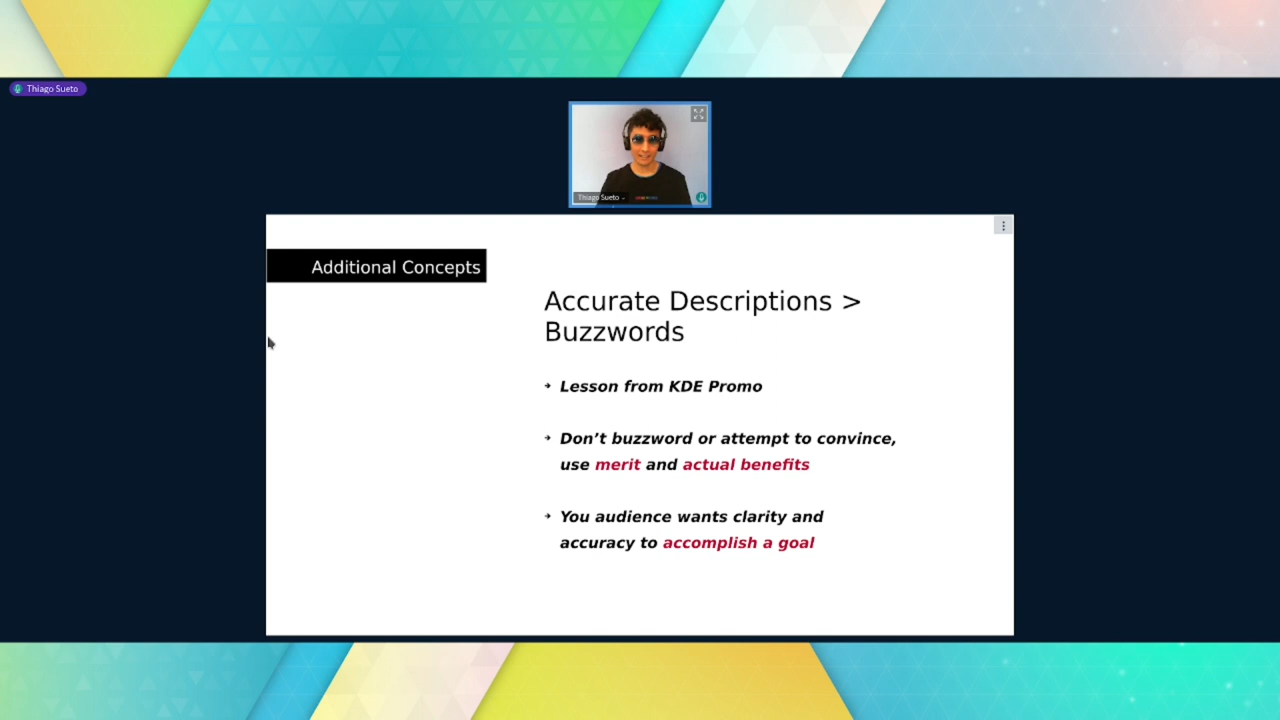 Thiago Sueto
Thiago Sueto
Additional Concepts
Accurate Descriptions >
Buzzwords
Lesson from KDE Promo
Don’t buzzword or attempt to convince,
use merit and actual benefits
You audience wants clarity and
accuracy to accomplish a goal